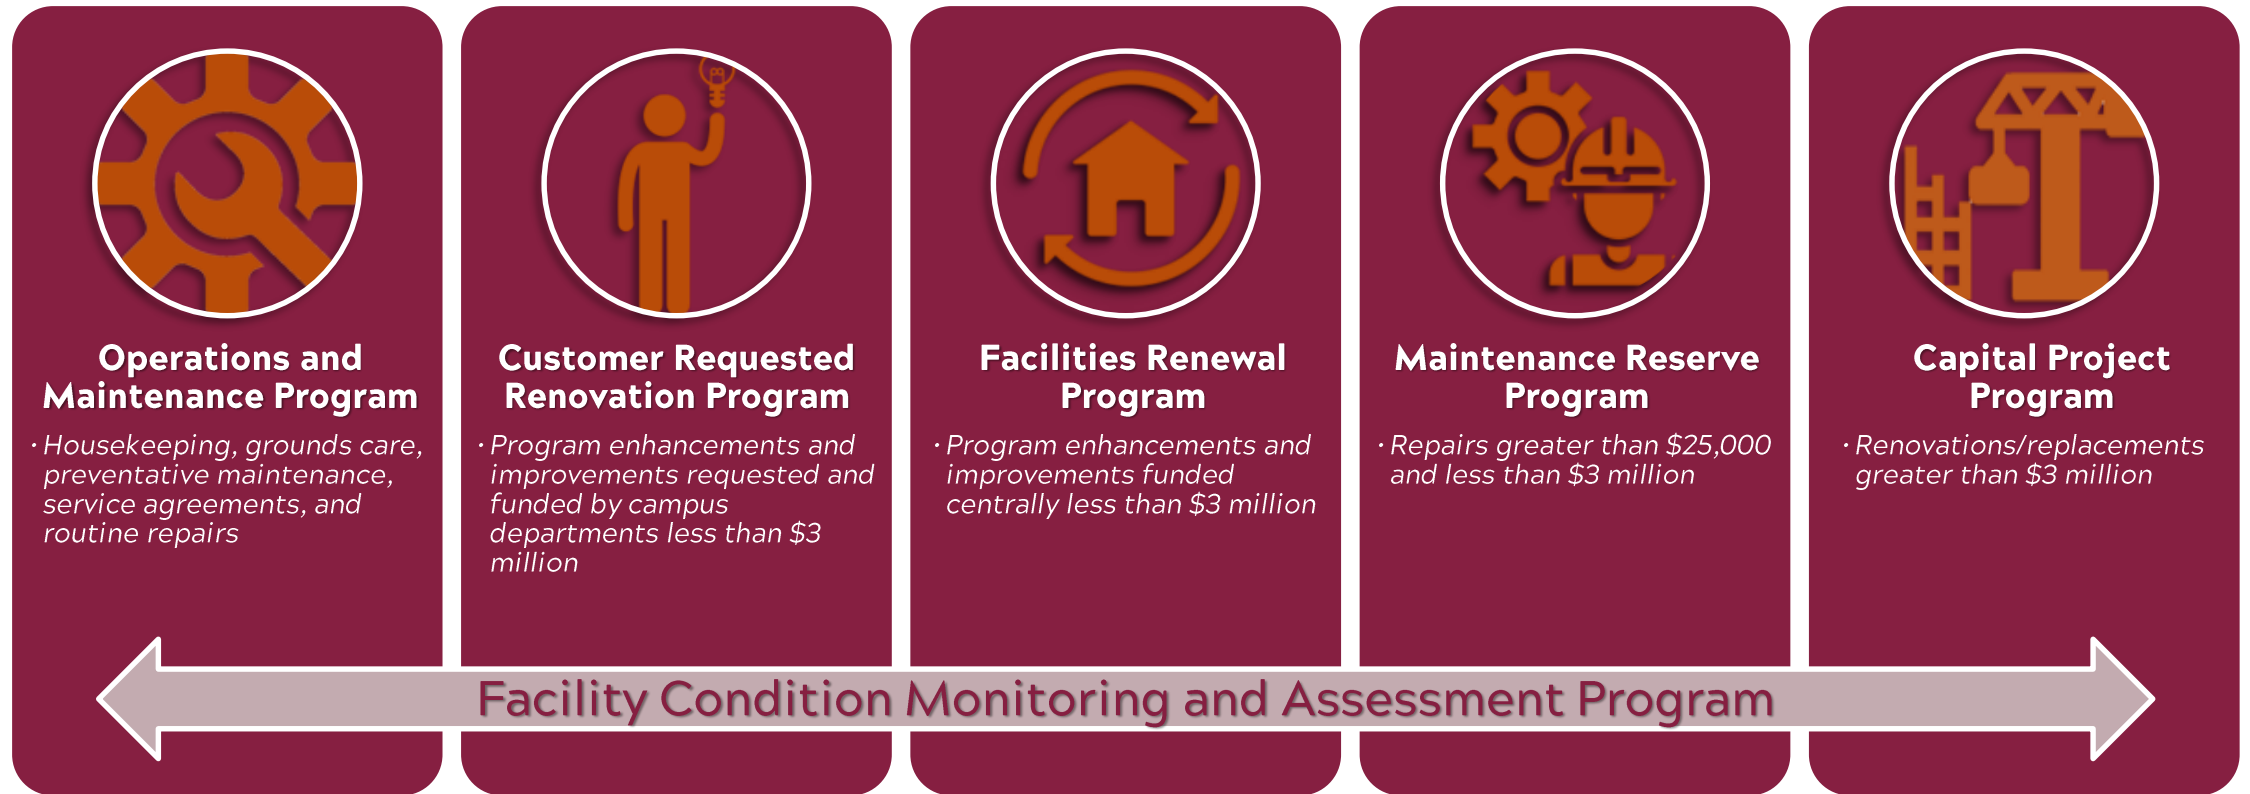 Operations and
Maintenance Program
· Housekeeping, grounds care,
preventative maintenance,
service agreements, and
routine repairs
Customer Requested
Renovation Program
· Program enhancements and
improvements requested and
funded by campus
departments less than $3
million
Facilities Renewal
Program
· Program enhancements and
improvements funded
centrally less than $3 million
Maintenance Reserve
Program
· Repairs greater than $25,000
and less than $3 million
Capital Project
Program
· Renovations/replacements
greater than $3 million
Facility Condition Monitoring and Assessment Program